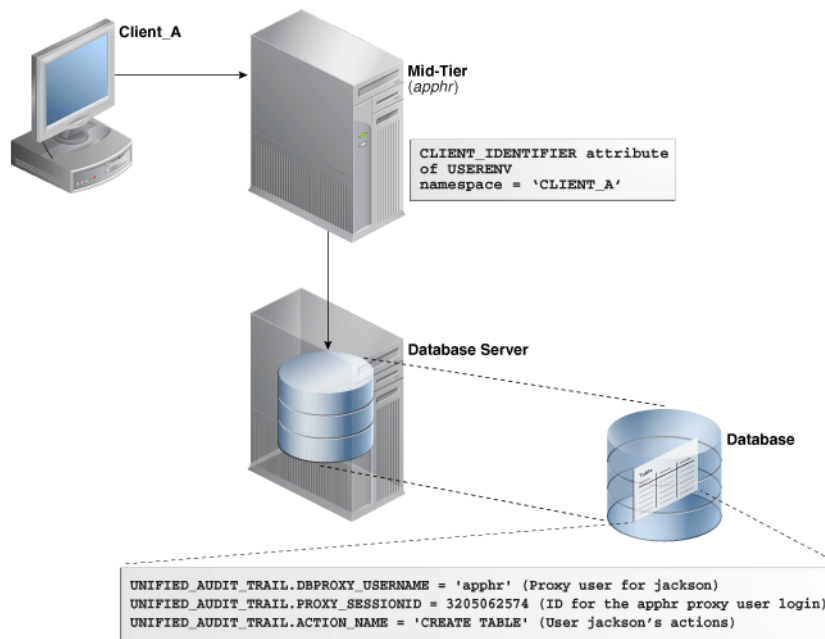 Client_A
Mid-Tier
(apphr)
CLIENT_IDENTIFIER attribute
of USERENV
namespace = ‘CLIENT_A’
Database Server
Database
Table
UNIFIED_AUDIT_TRAIL.DBPROXY_USERNAME = 'apphr' (Proxy user for jackson)
UNIFIED_AUDIT_TRAIL.PROXY_SESSIONID = 3205062574 (ID for the apphr proxy user login)
UNIFIED_AUDIT_TRAIL.ACTION_NAME = 'CREATE TABLE' (User jackson's actions)